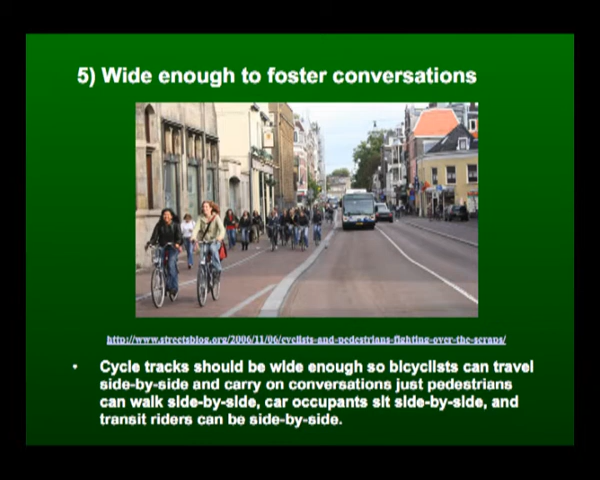 5) Wide enough to foster conversations
http://www.streetsblog.org/2006/11/06/cyclists-and-pedestrians-fighting-over-the-scraps/
• Cycle tracks should be wide enough so bicyclists can travel
side-by-side and carry on conversations just pedestrians
can walk side-by-side, car occupants sit side-by-side, and
transit riders can be side-by-side.